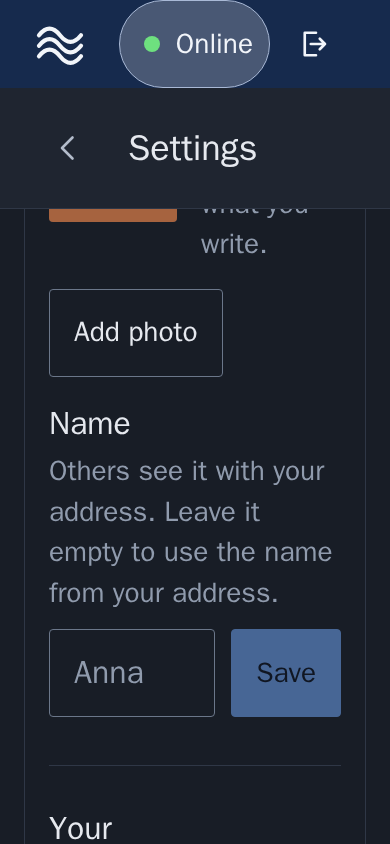 Online
Settings
what you
write.
Add photo
Name
Others see it with your
address. Leave it
empty to use the name
from your address.
Anna
Save
Your